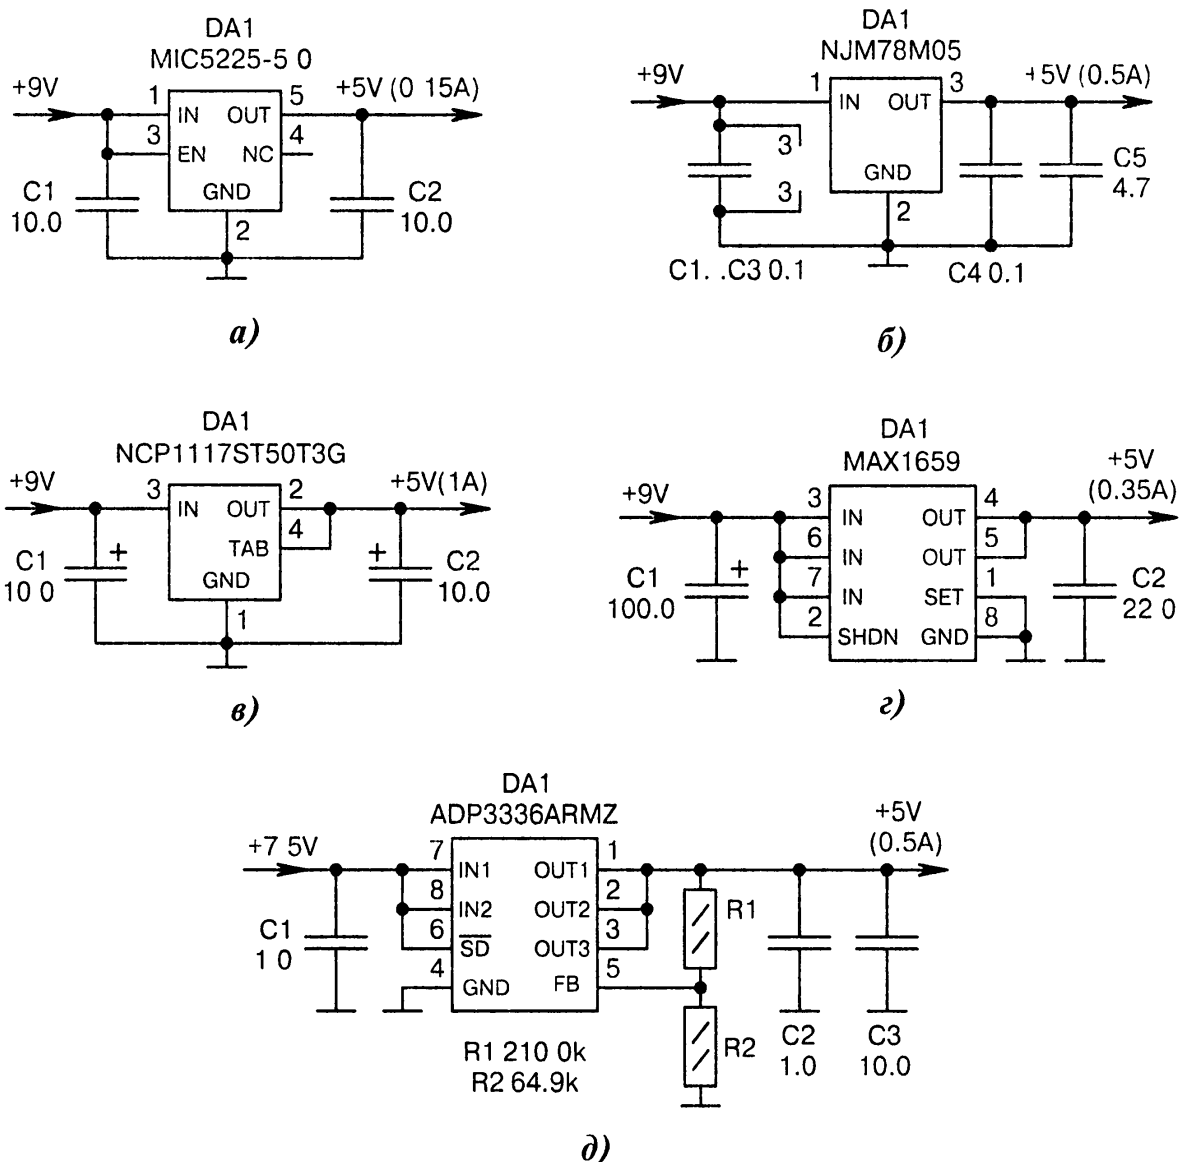 DA1
MIC5225-5 0
+9V
1
IN
OUT
5
+5V (0 15A)
3
EN
NC
4
C1
10.0
GND
2
C2
10.0
а)
DA1
NJM78M05
+9V
1
IN
OUT
3
+5V (0.5A)
3
3
GND
2
C5
4.7
C1. .C3 0.1
C4 0.1
б)
DA1
NCP1117ST50T3G
+9V
3
IN
OUT
2
+5V(1A)
4
TAB
C1
10 0
+
GND
1
+
C2
10.0
в)
DA1
MAX1659
+9V
3
IN
OUT
4
+5V
(0.35A)
6
IN
OUT
5
C1
100.0
+
7
IN
SET
1
2
SHDN
GND
8
C2
22 0
г)
DA1
ADP3336ARMZ
+7 5V
7
IN1
OUT1
1
+5V
(0.5A)
8
IN2
OUT2
2
R1
C1
1 0
6
SD
OUT3
3
4
GND
FB
5
R2
C2
1.0
C3
10.0
R1 210 0k
R2 64.9k
д)